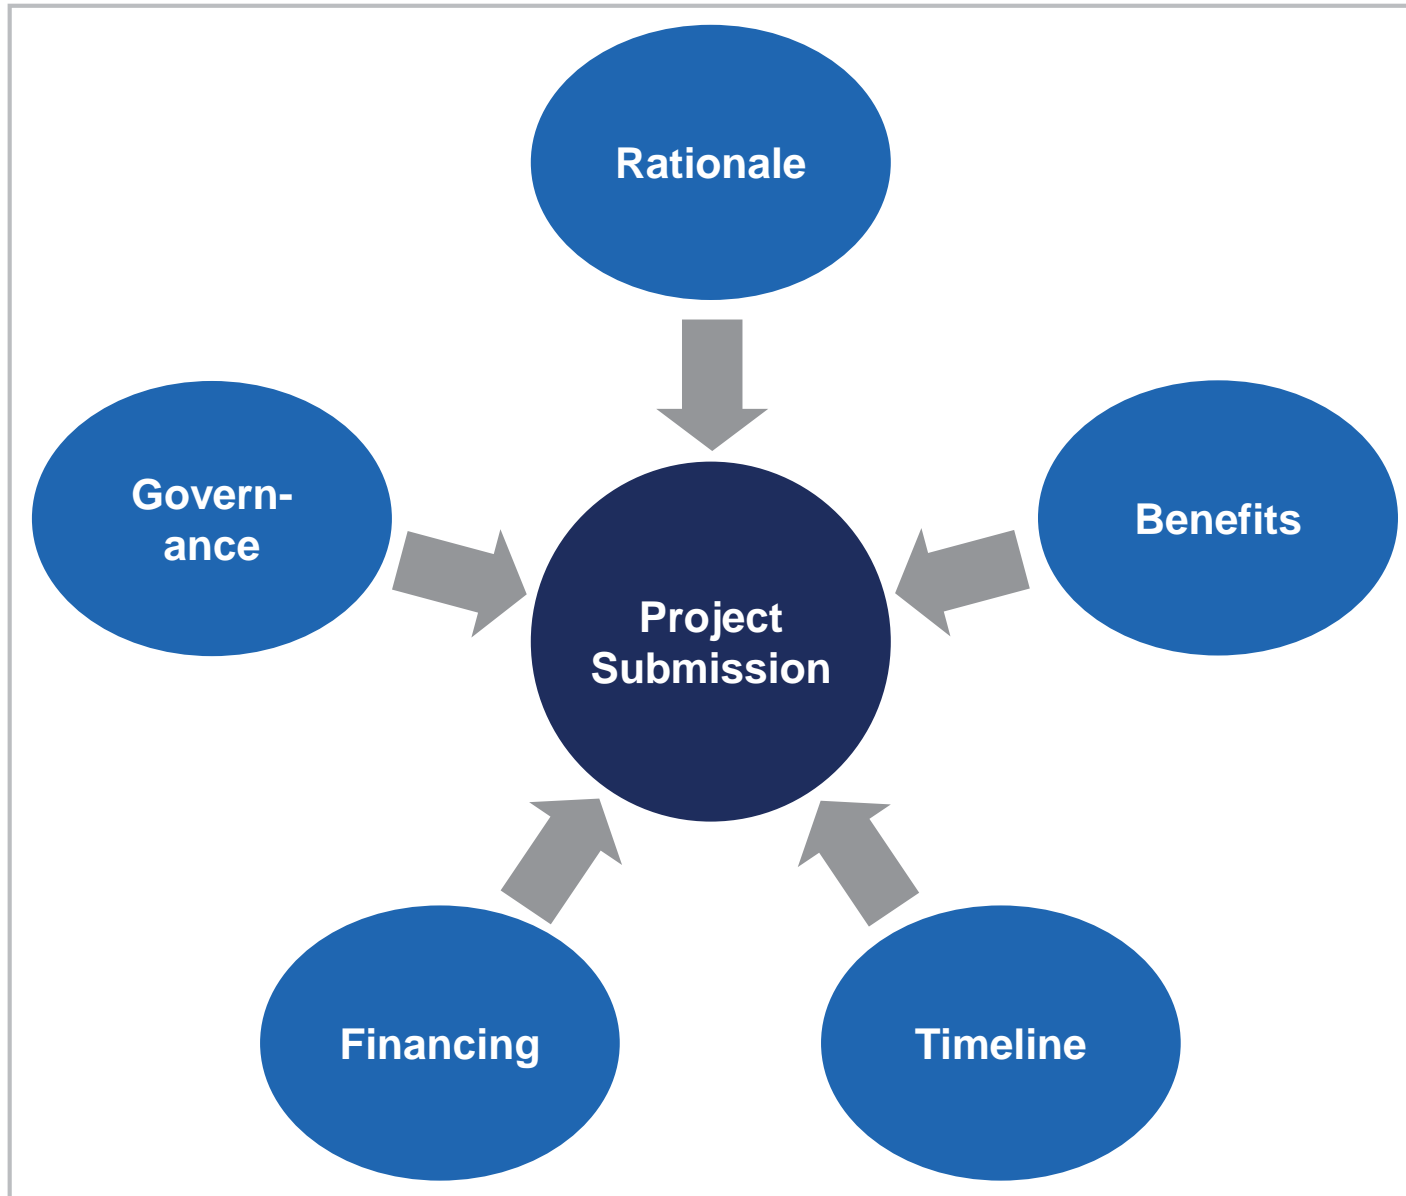 Rationale
Govern-
ance
Benefits
Project
Submission
Financing
Timeline